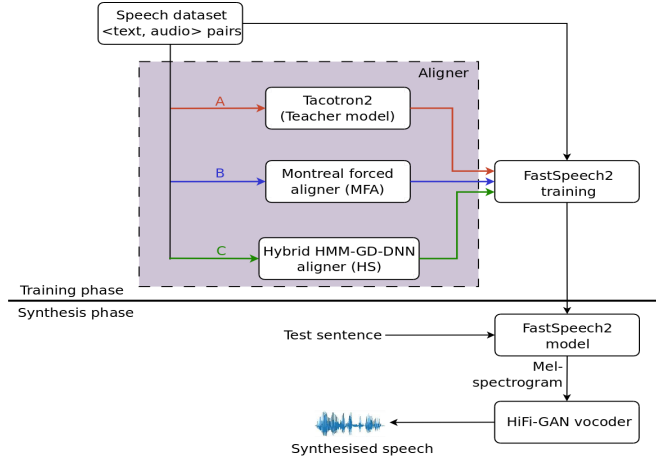 Speech dataset
<text, audio> pairs
Aligner
A
Tacotron2
(Teacher model)
B
Montreal forced
aligner (MFA)
FastSpeech2
training
C
Hybrid HMM-GD-DNN
aligner (HS)
Training phase
Synthesis phase
Test sentence
FastSpeech2
model
Mel-
spectrogram
HiFi-GAN vocoder
Synthesised speech